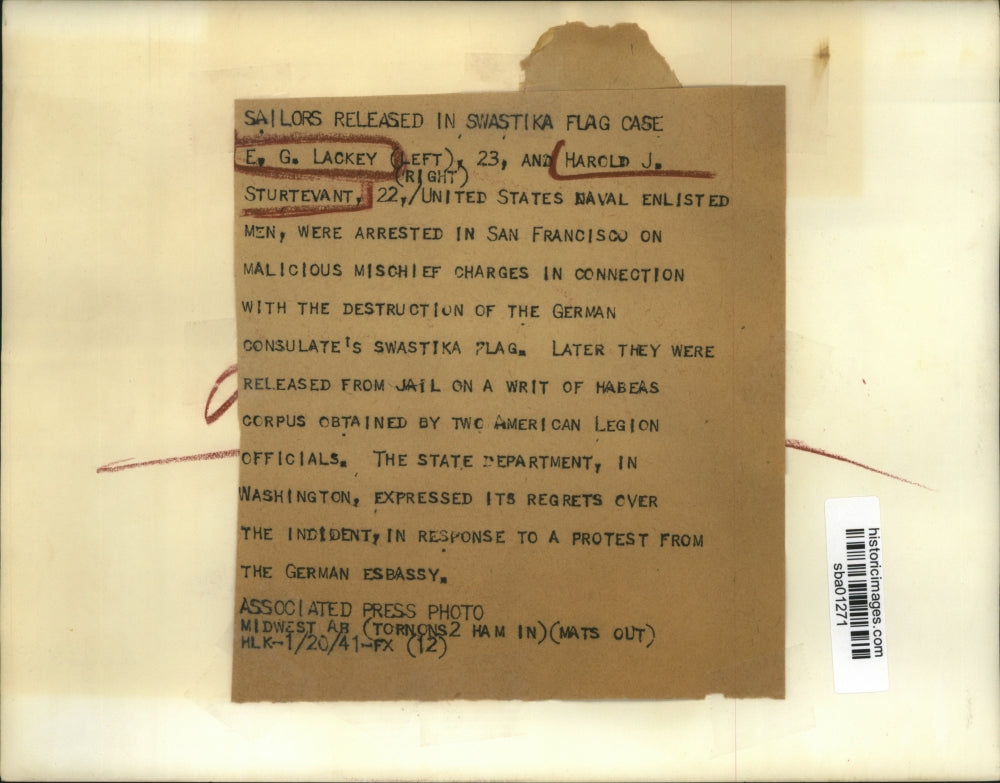 SAILORS RELEASED IN SWASTIKA FLAG CASE
E. G. LACKEY (LEFT), 23, AND HAROLD J.
(RIGHT)
STURTEVANT, 22,/UNITED STATES NAVAL ENLISTED
MEN, WERE ARRESTED IN SAN FRANCISCO ON
MALICIOUS MISCHIEF CHARGES IN CONNECTION
WITH THE DESTRUCTION OF THE GERMAN
CONSULATE'S SWASTIKA FLAG. LATER THEY WERE
RELEASED FROM JAIL ON A WRIT OF HABEAS
CORPUS OBTAINED BY TWO AMERICAN LEGION
OFFICIALS. THE STATE DEPARTMENT, IN
WASHINGTON, EXPRESSED ITS REGRETS OVER
THE INDIDENT, IN RESPONSE TO A PROTEST FROM
THE GERMAN ESBASSY.
ASSOCIATED PRESS PHOTO
MIDWEST AB (TORNONS2 HAM IN)(MATS OUT)
HLK-1/20/41-FX (12)
historicimages.com
sba01271